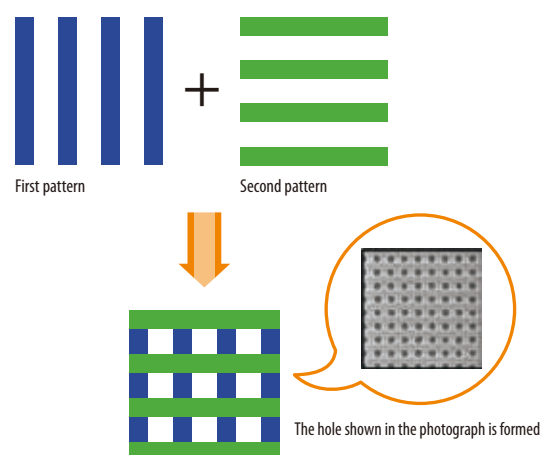 First pattern
Second pattern
The hole shown in the photograph is formed